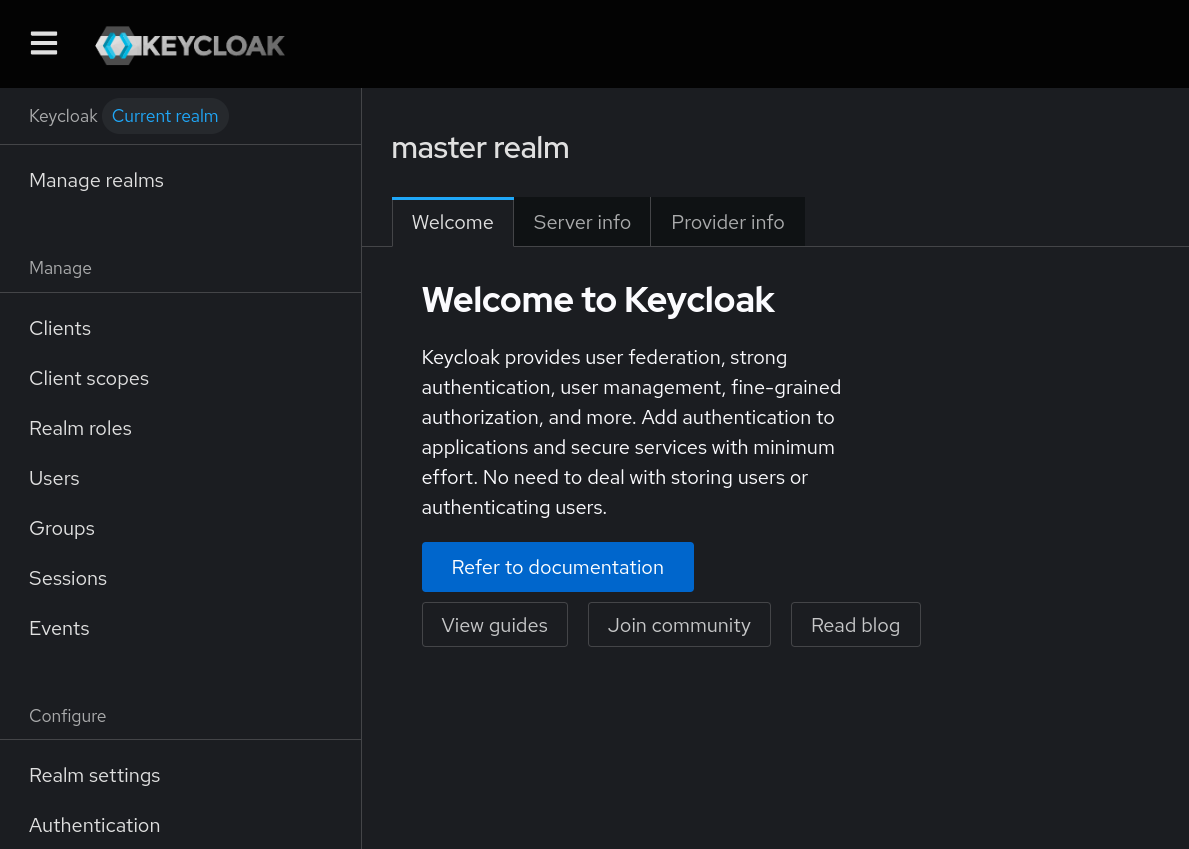 KEYCLOAK
Keycloak Current realm
Manage realms
Manage
Clients
Client scopes
Realm roles
Users
Groups
Sessions
Events
Configure
Realm settings
Authentication
master realm
Welcome Server info Provider info
Welcome to Keycloak
Keycloak provides user federation, strong
authentication, user management, fine-grained
authorization, and more. Add authentication to
applications and secure services with minimum
effort. No need to deal with storing users or
authenticating users.
Refer to documentation
View guides Join community Read blog